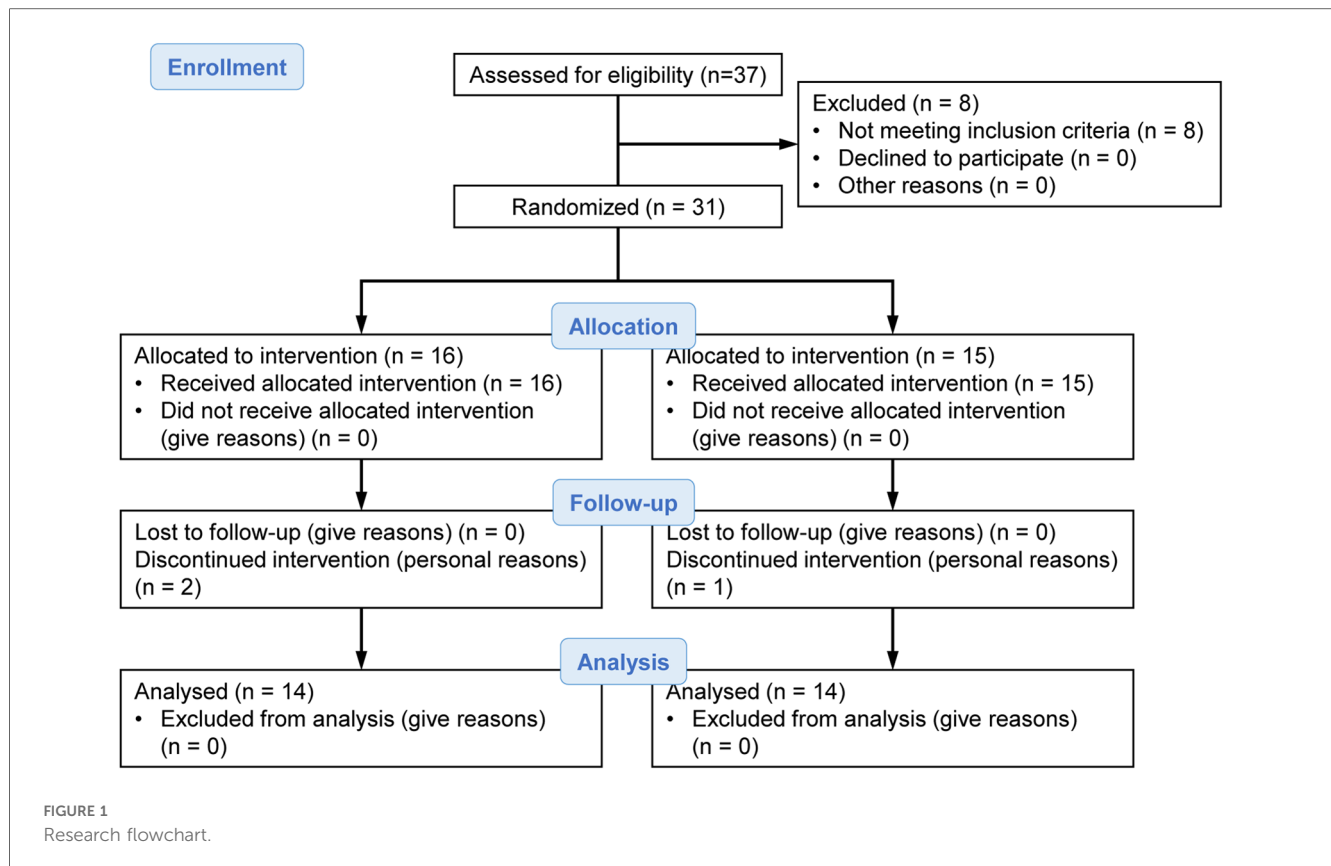 Enrollment
Assessed for eligibility (n=37)
Excluded (n = 8)
• Not meeting inclusion criteria (n = 8)
• Declined to participate (n = 0)
• Other reasons (n = 0)
Randomized (n = 31)
Allocation
Allocated to intervention (n = 16)
• Received allocated intervention (n = 16)
• Did not receive allocated intervention
(give reasons) (n = 0)
Allocated to intervention (n = 15)
• Received allocated intervention (n = 15)
• Did not receive allocated intervention
(give reasons) (n = 0)
Follow-up
Lost to follow-up (give reasons) (n = 0)
Discontinued intervention (personal reasons)
(n = 2)
Lost to follow-up (give reasons) (n = 0)
Discontinued intervention (personal reasons)
(n = 1)
Analysis
Analysed (n = 14)
• Excluded from analysis (give reasons)
(n = 0)
Analysed (n = 14)
• Excluded from analysis (give reasons)
(n = 0)
FIGURE 1
Research flowchart.